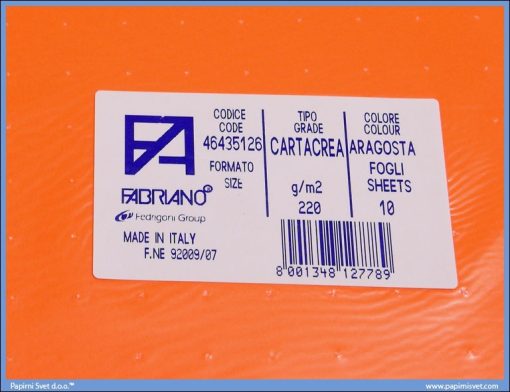 FA
FABRIANO®
Fedrigoni Group
MADE IN ITALY
F.NE 92009/07
CODICE
CODE
46435126
FORMATO
SIZE
TIPO
GRADE
CARTACREA
g/m2
220
COLORE
COLOUR
ARAGOSTA
FOGLI
SHEETS
10
8 001348 127789
Papirni Svet d.o.o.™
www.papirnisvet.com